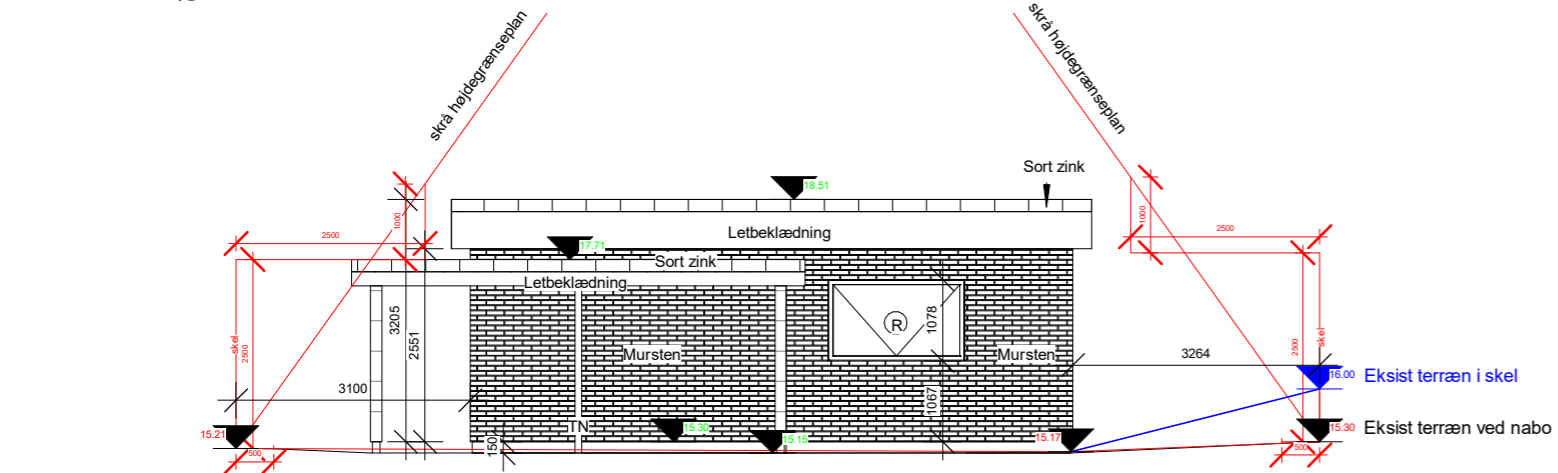 skrå højdegrænseplan
skrå højdegrænseplan
Sort zink
18.51
1000
1000
Letbeklædning
2500
2500
17.71
Sort zink
Letbeklædning
3205
2551
1078
R
skel
2500
Mursten
Mursten
3264
2500
skel
16.00
Eksist terræn i skel
3100
1067
15.21
TN
15.30
15.15
15.17
15.30
Eksist terræn ved nabo
150
500
500